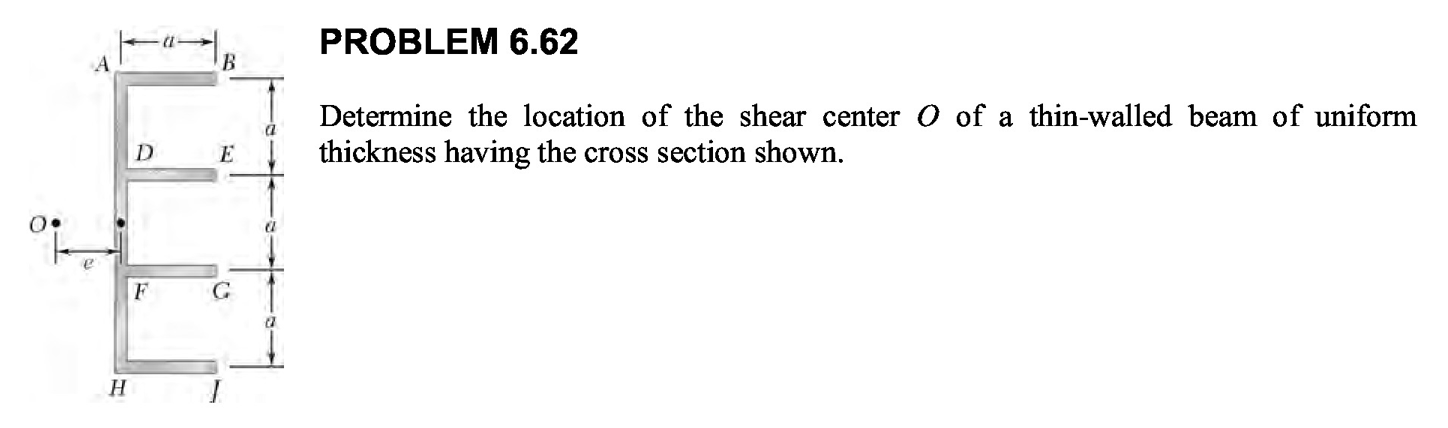 PROBLEM 6.62
Determine the location of the shear center O of a thin-walled beam of uniform
thickness having the cross section shown.
a
A B
a
D E
O a
e
F G
a
H J